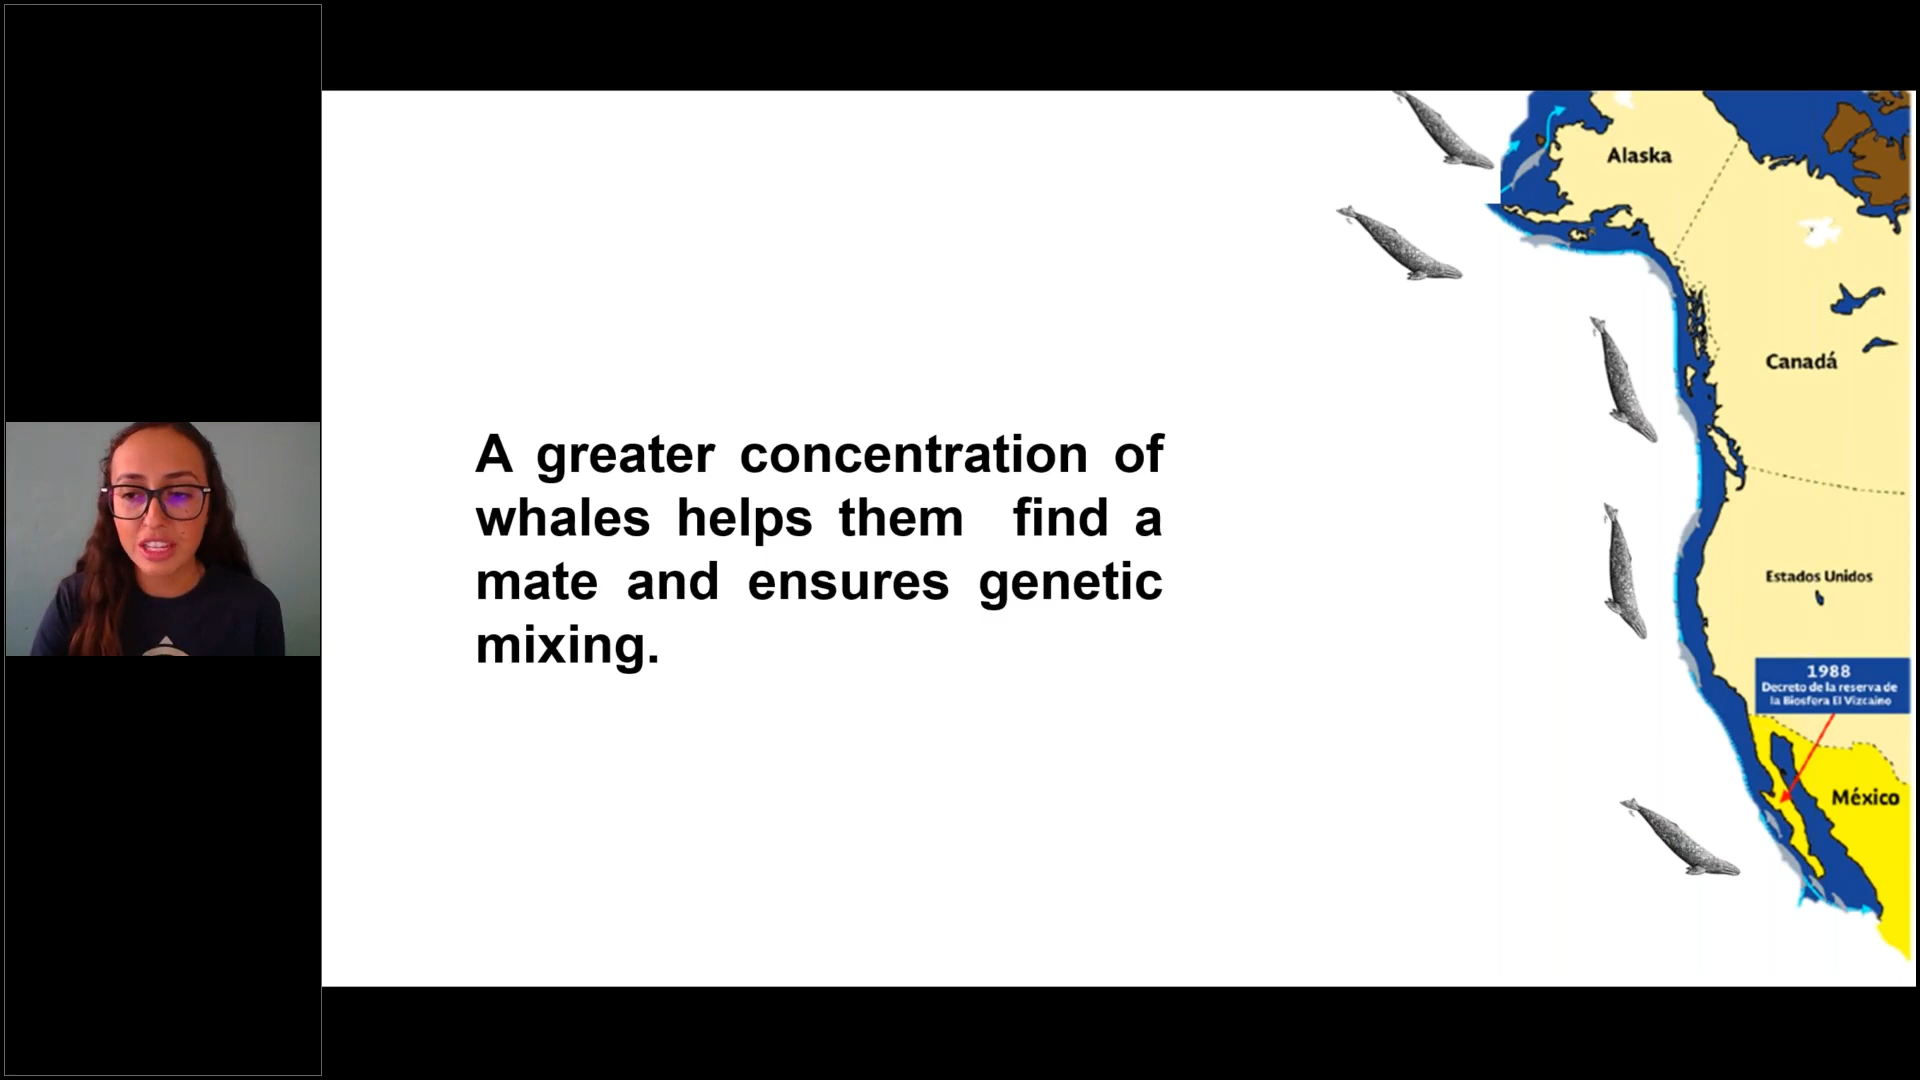 A greater concentration of
whales helps them find a
mate and ensures genetic
mixing.
Alaska
Canadá
Estados Unidos
1988
Decreto de la reserva de
la Biosfera El Vizcaino
México